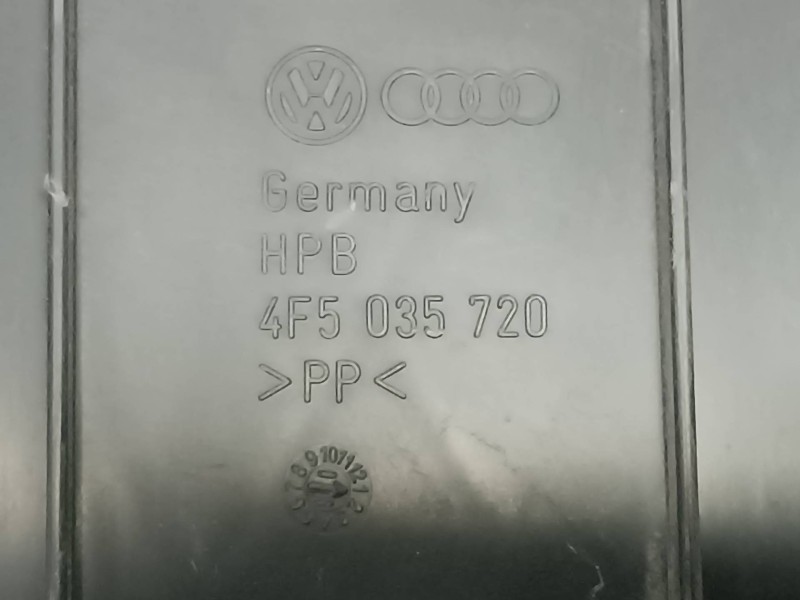 Germany
HPB
4F5 035 720
>PP<